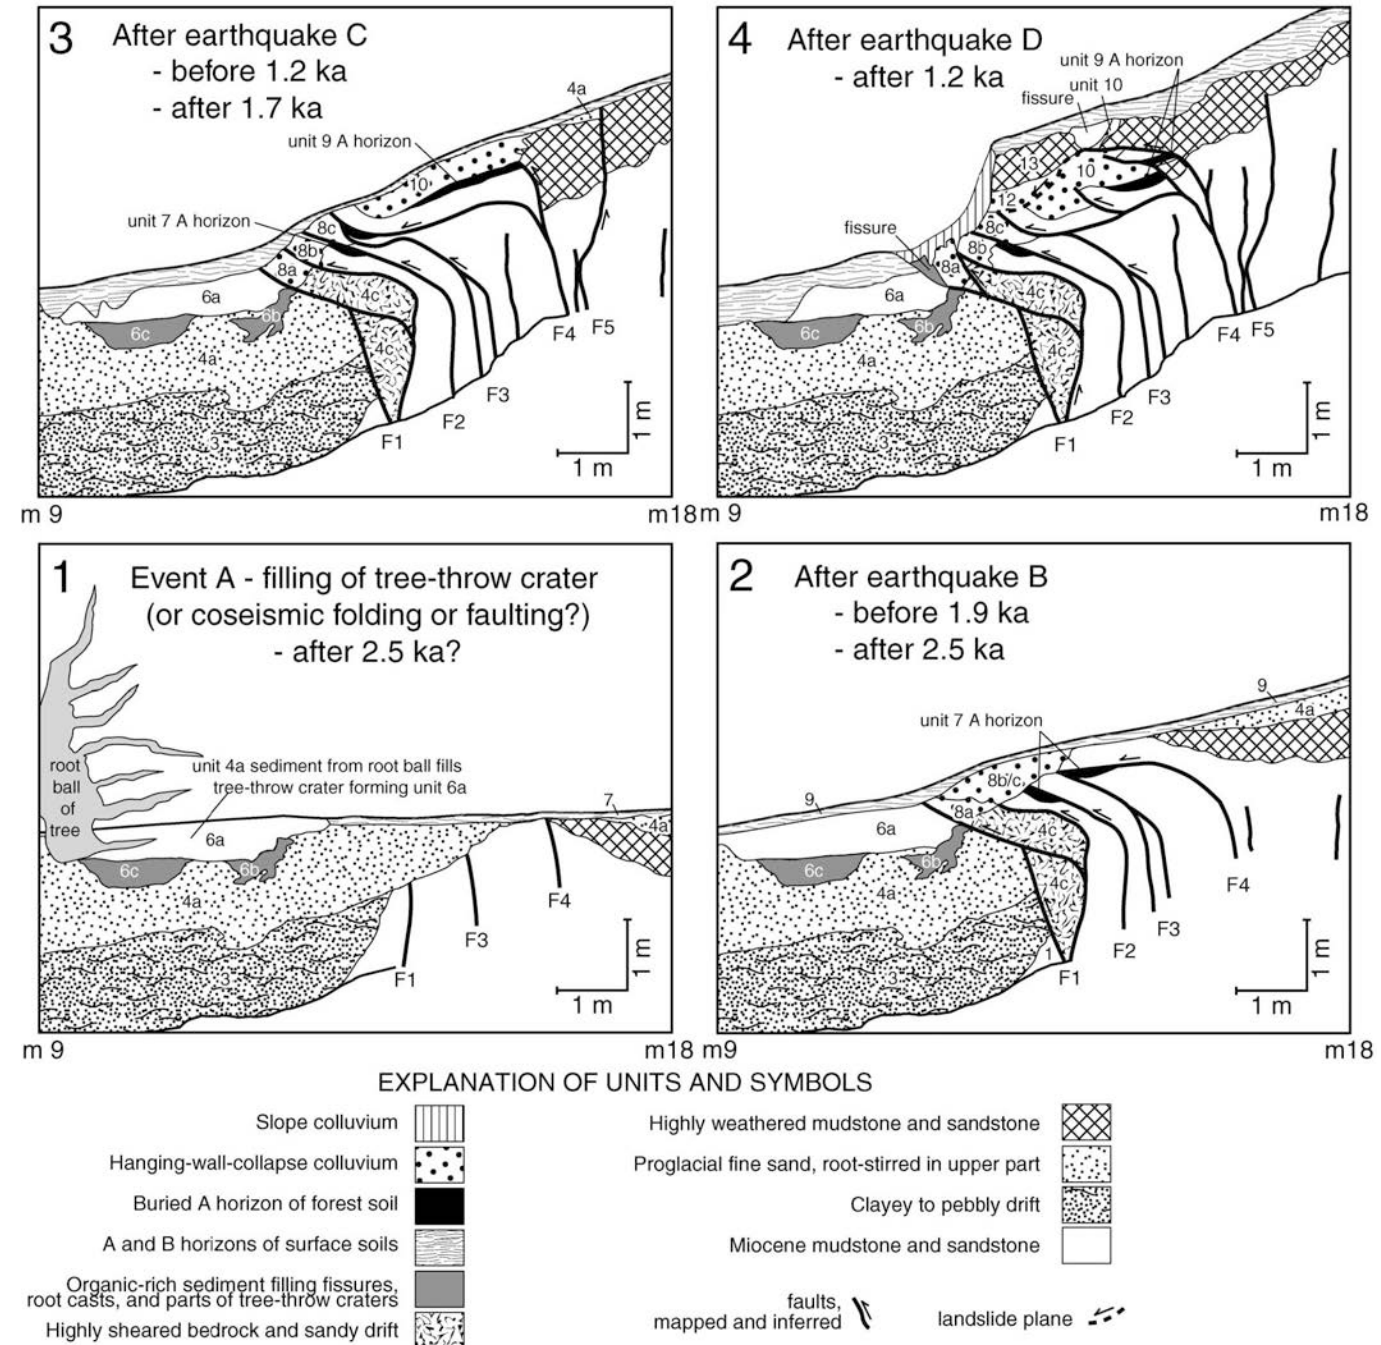 3 After earthquake C
- before 1.2 ka
- after 1.7 ka
4a
unit 9 A horizon
10
unit 7 A horizon
8c
8b
8a
6a
4c
6b
6c
4a
4c
3
F4 F5
F3
F2
F1
1 m
1 m
m 9
m18
4 After earthquake D
- after 1.2 ka
unit 9 A horizon
unit 10
fissure
13
10
12
fissure
8c
8b
8a
6a
4c
6b
6c
4a
4c
3
F4 F5
F3
F2
F1
1 m
1 m
m 9
m18
1 Event A - filling of tree-throw crater
(or coseismic folding or faulting?)
- after 2.5 ka?
root
ball
of
tree
unit 4a sediment from root ball fills
tree-throw crater forming unit 6a
7
4a
6a
6c
6b
4a
3
F4
F3
F1
1 m
1 m
m 9
m18
2 After earthquake B
- before 1.9 ka
- after 2.5 ka
9
4a
unit 7 A horizon
8b/c
9
8a
6a
4c
6b
6c
4a
4c
3
1
F4
F3
F2
F1
1 m
1 m
m9
m18
EXPLANATION OF UNITS AND SYMBOLS
Slope colluvium
Hanging-wall-collapse colluvium
Buried A horizon of forest soil
A and B horizons of surface soils
Organic-rich sediment filling fissures,
root casts, and parts of tree-throw craters
Highly sheared bedrock and sandy drift
Highly weathered mudstone and sandstone
Proglacial fine sand, root-stirred in upper part
Clayey to pebbly drift
Miocene mudstone and sandstone
faults,
mapped and inferred
landslide plane